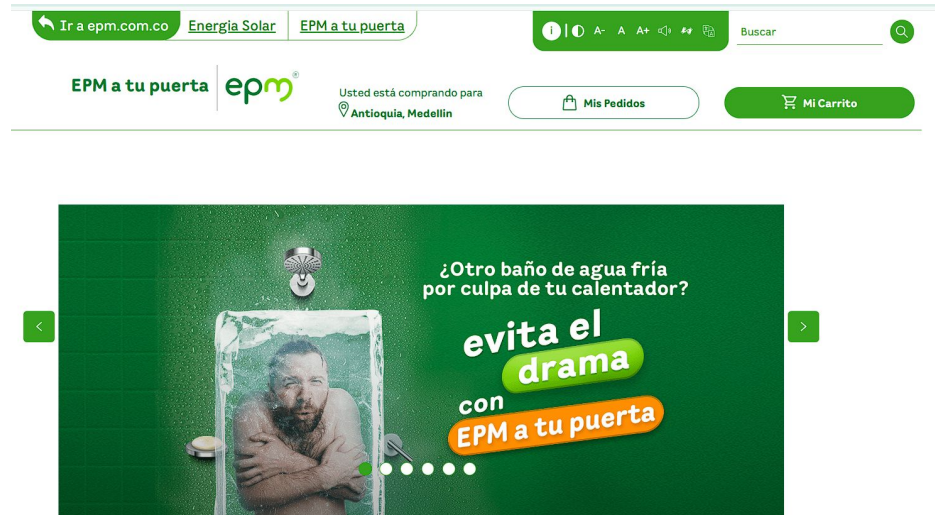 Ir a epm.com.co
Energia Solar
EPM a tu puerta
A- A A+
Buscar
EPM a tu puerta
epm®
Usted está comprando para
Antioquia, Medellin
Mis Pedidos
Mi Carrito
¿Otro baño de agua fría
por culpa de tu calentador?
evita el
drama
con
EPM a tu puerta